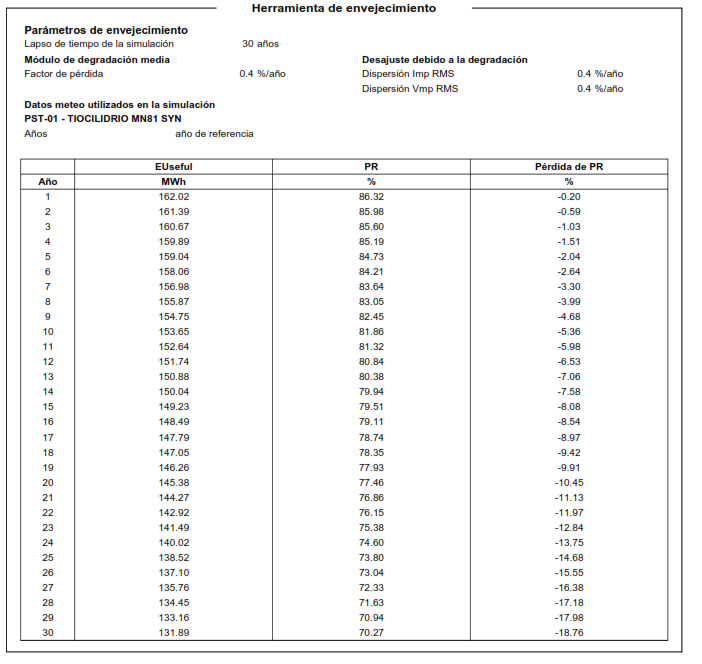 Herramienta de envejecimiento
Parámetros de envejecimiento
Lapso de tiempo de la simulación 30 años
Módulo de degradación media Desajuste debido a la degradación
Factor de pérdida 0.4 %/año Dispersión Imp RMS 0.4 %/año
Dispersión Vmp RMS 0.4 %/año
Datos meteo utilizados en la simulación
PST-01 - TIOCILIDRIO MN81 SYN
Años año de referencia
EUseful PR Pérdida de PR
Año MWh % %
1 162.02 86.32 -0.20
2 161.39 85.98 -0.59
3 160.67 85.60 -1.03
4 159.89 85.19 -1.51
5 159.04 84.73 -2.04
6 158.06 84.21 -2.64
7 156.98 83.64 -3.30
8 155.87 83.05 -3.99
9 154.75 82.45 -4.68
10 153.65 81.86 -5.36
11 152.64 81.32 -5.98
12 151.74 80.84 -6.53
13 150.88 80.38 -7.06
14 150.04 79.94 -7.58
15 149.23 79.51 -8.08
16 148.49 79.11 -8.54
17 147.79 78.74 -8.97
18 147.05 78.35 -9.42
19 146.26 77.93 -9.91
20 145.38 77.46 -10.45
21 144.27 76.86 -11.13
22 142.92 76.15 -11.97
23 141.49 75.38 -12.84
24 140.02 74.60 -13.75
25 138.52 73.80 -14.68
26 137.10 73.04 -15.55
27 135.76 72.33 -16.38
28 134.45 71.63 -17.18
29 133.16 70.94 -17.98
30 131.89 70.27 -18.76